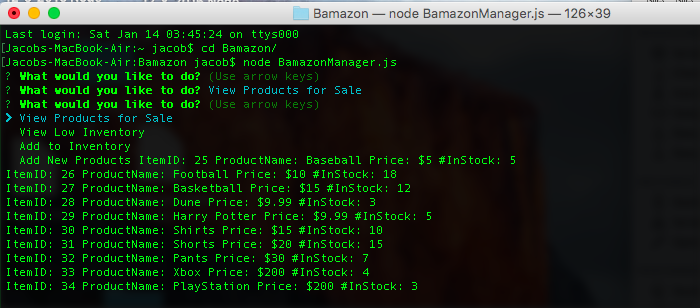 Bamazon — node BamazonManager.js — 126×39
Last login: Sat Jan 14 03:45:24 on ttys000
[Jacobs-MacBook-Air:~ jacob$ cd Bamazon/
[Jacobs-MacBook-Air:Bamazon jacob$ node BamazonManager.js
? What would you like to do? (Use arrow keys)
? What would you like to do? View Products for Sale
? What would you like to do? (Use arrow keys)
❯ View Products for Sale
View Low Inventory
Add to Inventory
Add New Products ItemID: 25 ProductName: Baseball Price: $5 #InStock: 5
ItemID: 26 ProductName: Football Price: $10 #InStock: 18
ItemID: 27 ProductName: Basketball Price: $15 #InStock: 12
ItemID: 28 ProductName: Dune Price: $9.99 #InStock: 3
ItemID: 29 ProductName: Harry Potter Price: $9.99 #InStock: 5
ItemID: 30 ProductName: Shirts Price: $15 #InStock: 10
ItemID: 31 ProductName: Shorts Price: $20 #InStock: 15
ItemID: 32 ProductName: Pants Price: $30 #InStock: 7
ItemID: 33 ProductName: Xbox Price: $200 #InStock: 4
ItemID: 34 ProductName: PlayStation Price: $200 #InStock: 3